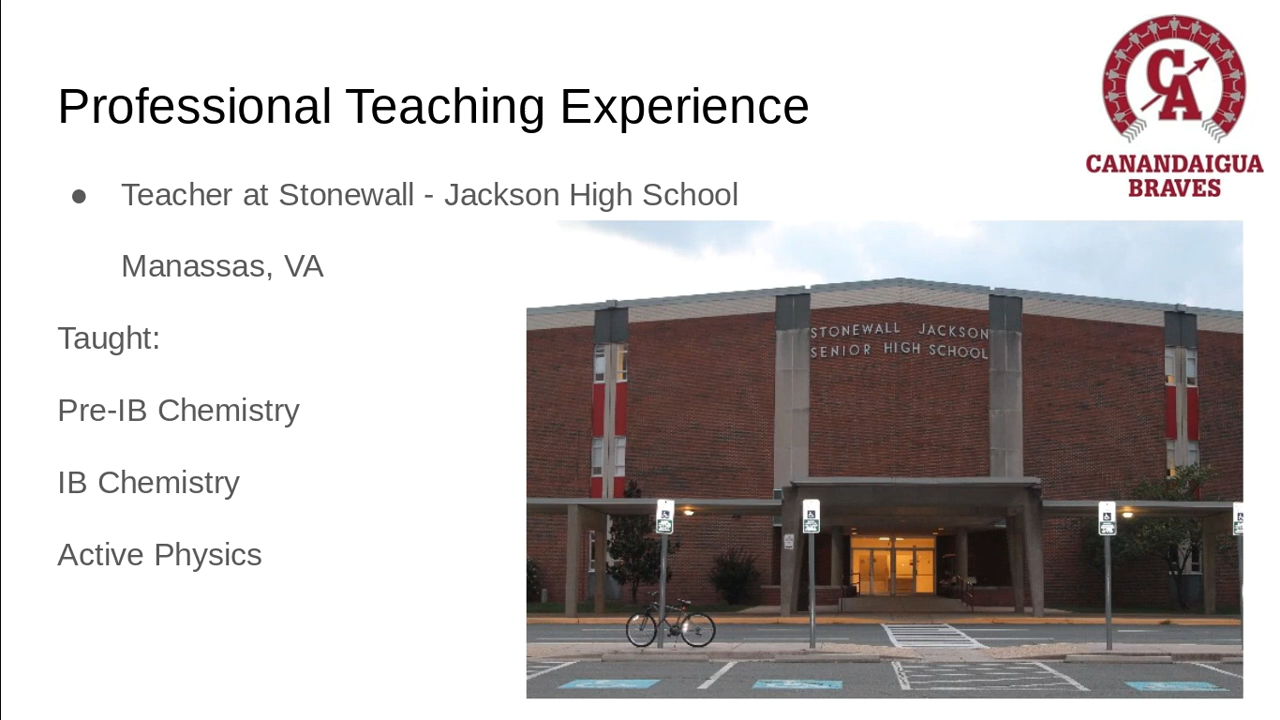 Professional Teaching Experience
CA
CANANDAIGUA
BRAVES
● Teacher at Stonewall - Jackson High School
Manassas, VA
Taught:
Pre-IB Chemistry
IB Chemistry
Active Physics
STONEWALL JACKSON
SENIOR HIGH SCHOOL